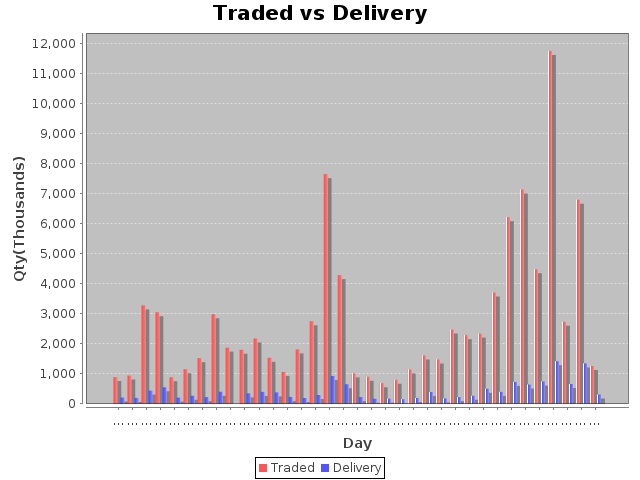 Traded vs Delivery
12,000
11,000
10,000
9,000
8,000
7,000
6,000
5,000
4,000
3,000
2,000
1,000
0
Qty(Thousands)
Day
Traded
Delivery